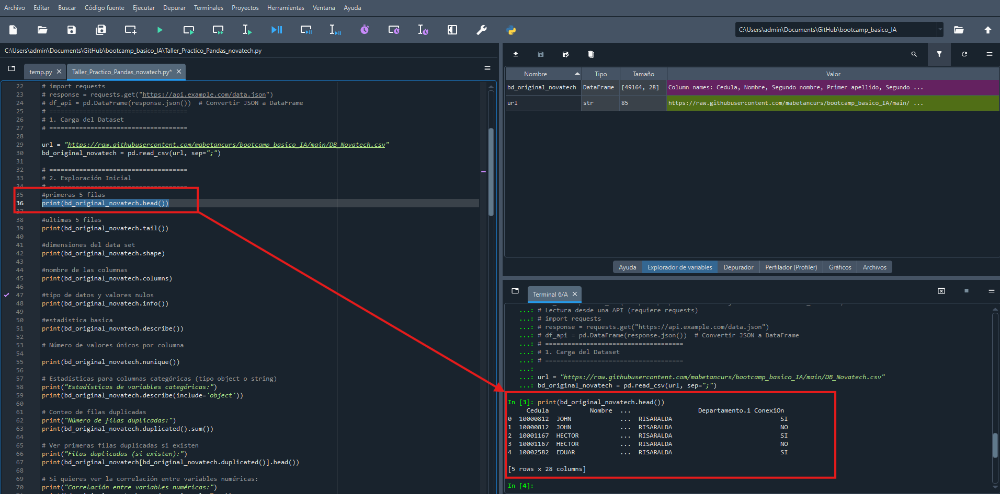 Archivo Editar Buscar Código fuente Ejecutar Depurar Terminales Proyectos Herramientas Ventana Ayuda
C:\Users\admin\Documents\GitHub\bootcamp_basico_IA
C:\Users\admin\Documents\GitHub\bootcamp_basico_IA\Taller_Practico_Pandas_novatech.py
temp.py
Taller_Practico_Pandas_novatech.py*
22 # import requests
23 # response = requests.get("https://api.example.com/data.json")
24 # df_api = pd.DataFrame(response.json())  # Convertir JSON a DataFrame
25 # =====================================
26 # 1. Carga del Dataset
27 # =====================================
28
29 url = "https://raw.githubusercontent.com/mabetancurs/bootcamp_basico_IA/main/DB_Novatech.csv"
30 bd_original_novatech = pd.read_csv(url, sep=";")
31
32 # =====================================
33 # 2. Exploración Inicial
34 # =====================================
35 #primeras 5 filas
36 print(bd_original_novatech.head())
37
38 #ultimas 5 filas
39 print(bd_original_novatech.tail())
40
41 #dimensiones del data set
42 print(bd_original_novatech.shape)
43
44 #nombre de las columnas
45 print(bd_original_novatech.columns)
46
47 #tipo de datos y valores nulos
48 print(bd_original_novatech.info())
49
50 #estadistica basica
51 print(bd_original_novatech.describe())
52
53 # Número de valores únicos por columna
54
55 print(bd_original_novatech.nunique())
56
57 # Estadísticas para columnas categóricas (tipo object o string)
58 print("Estadísticas de variables categóricas:")
59 print(bd_original_novatech.describe(include='object'))
60
61 # Conteo de filas duplicadas
62 print("Número de filas duplicadas:")
63 print(bd_original_novatech.duplicated().sum())
64
65 # Ver primeras filas duplicadas si existen
66 print("Filas duplicadas (si existen):")
67 print(bd_original_novatech[bd_original_novatech.duplicated()].head())
68
69 # Si quieres ver la correlación entre variables numéricas:
70 print("Correlación entre variables numéricas:")
Nombre Tipo Tamaño Valor
bd_original_novatech DataFrame [49164, 28] Column names: Cedula, Nombre, Segundo nombre, Primer apellido, Segundo ...
url str 85 https://raw.githubusercontent.com/mabetancurs/bootcamp_basico_IA/main/ ...
Ayuda Explorador de variables Depurador Perfilador (Profiler) Gráficos Archivos
Terminal 6/A
...: # Lectura desde una API (requiere requests)
...: # import requests
...: # response = requests.get("https://api.example.com/data.json")
...: # df_api = pd.DataFrame(response.json())  # Convertir JSON a DataFrame
...: # =====================================
...: # 1. Carga del Dataset
...: # =====================================
...:
...: url = "https://raw.githubusercontent.com/mabetancurs/bootcamp_basico_IA/main/DB_Novatech.csv"
...: bd_original_novatech = pd.read_csv(url, sep=";")
In [3]: print(bd_original_novatech.head())
Cedula Nombre ... Departamento.1 ConexiOn
0 10000812 JOHN ... RISARALDA SI
1 10000812 JOHN ... RISARALDA NO
2 10001167 HECTOR ... RISARALDA SI
3 10001167 HECTOR ... RISARALDA NO
4 10002582 EDUAR ... RISARALDA SI
[5 rows x 28 columns]
In [4]: